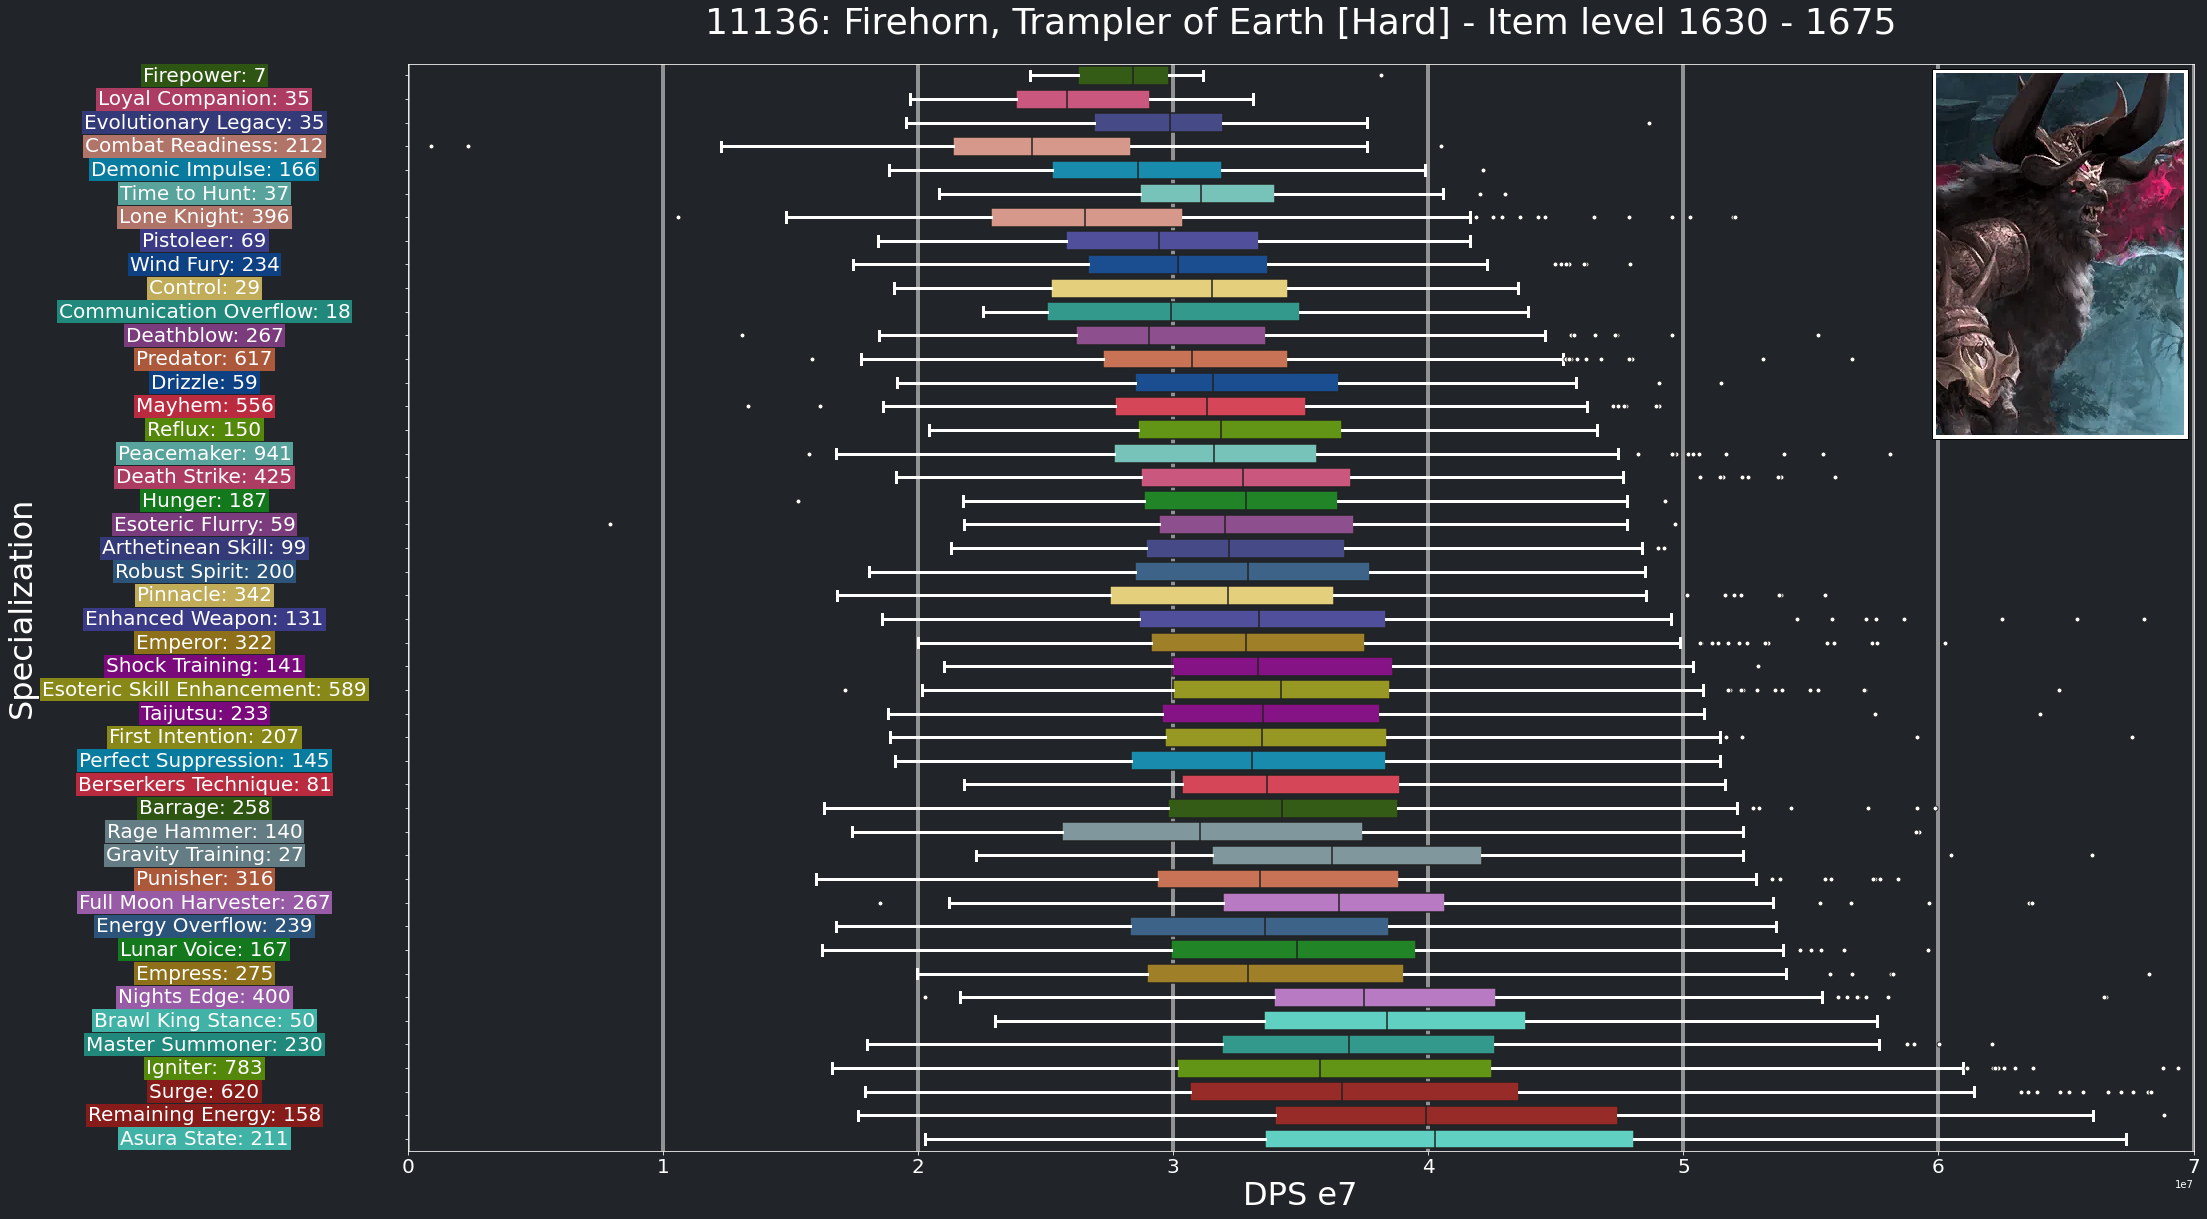 11136: Firehorn, Trampler of Earth [Hard] - Item level 1630 - 1675
Specialization
Firepower: 7
Loyal Companion: 35
Evolutionary Legacy: 35
Combat Readiness: 212
Demonic Impulse: 166
Time to Hunt: 37
Lone Knight: 396
Pistoleer: 69
Wind Fury: 234
Control: 29
Communication Overflow: 18
Deathblow: 267
Predator: 617
Drizzle: 59
Mayhem: 556
Reflux: 150
Peacemaker: 941
Death Strike: 425
Hunger: 187
Esoteric Flurry: 59
Arthetinean Skill: 99
Robust Spirit: 200
Pinnacle: 342
Enhanced Weapon: 131
Emperor: 322
Shock Training: 141
Esoteric Skill Enhancement: 589
Taijutsu: 233
First Intention: 207
Perfect Suppression: 145
Berserkers Technique: 81
Barrage: 258
Rage Hammer: 140
Gravity Training: 27
Punisher: 316
Full Moon Harvester: 267
Energy Overflow: 239
Lunar Voice: 167
Empress: 275
Nights Edge: 400
Brawl King Stance: 50
Master Summoner: 230
Igniter: 783
Surge: 620
Remaining Energy: 158
Asura State: 211
0 1 2 3 4 5 6 7
1e7
DPS e7